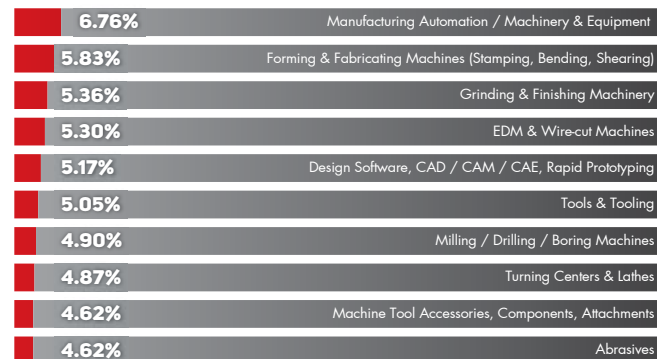 6.76% Manufacturing Automation / Machinery & Equipment
5.83% Forming & Fabricating Machines (Stamping, Bending, Shearing)
5.36% Grinding & Finishing Machinery
5.30% EDM & Wire-cut Machines
5.17% Design Software, CAD / CAM / CAE, Rapid Prototyping
5.05% Tools & Tooling
4.90% Milling / Drilling / Boring Machines
4.87% Turning Centers & Lathes
4.62% Machine Tool Accessories, Components, Attachments
4.62% Abrasives